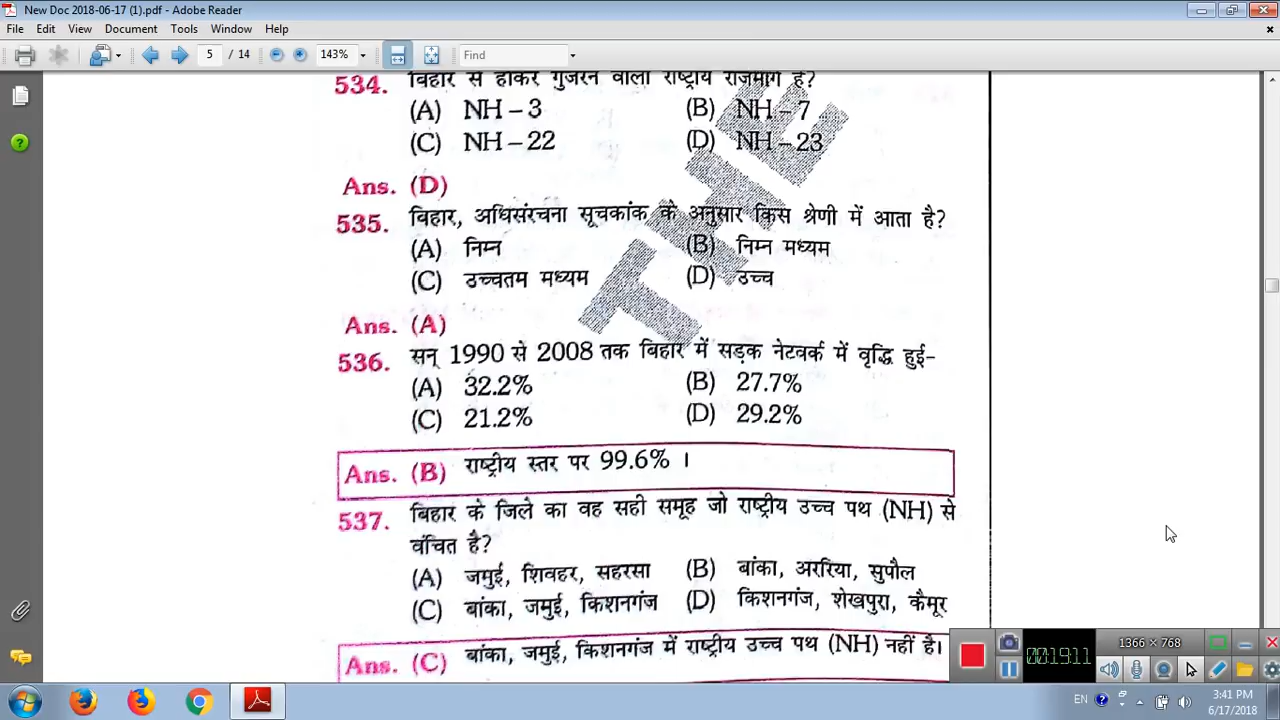 New Doc 2018-06-17 (1).pdf - Adobe Reader
File Edit View Document Tools Window Help
5 / 14 143% Find
534. बिहार से होकर गुजरने वाला राष्ट्रीय राजमार्ग है?
(A) NH – 3 (B) NH – 7
(C) NH – 22 (D) NH – 23
Ans. (D)
535. बिहार, अधिसंरचना सूचकांक के अनुसार किस श्रेणी में आता है?
(A) निम्न (B) निम्न मध्यम
(C) उच्चतम मध्यम (D) उच्च
Ans. (A)
536. सन् 1990 से 2008 तक बिहार में सड़क नेटवर्क में वृद्धि हुई–
(A) 32.2% (B) 27.7%
(C) 21.2% (D) 29.2%
Ans. (B) राष्ट्रीय स्तर पर 99.6% ।
537. बिहार के जिले का वह सही समूह जो राष्ट्रीय उच्च पथ (NH) से
वंचित है?
(A) जमुई, शिवहर, सहरसा (B) बांका, अररिया, सुपौल
(C) बांका, जमुई, किशनगंज (D) किशनगंज, शेखपुरा, कैमूर
Ans. (C) बांका, जमुई, किशनगंज में राष्ट्रीय उच्च पथ (NH) नहीं है।
THE
1366 × 768
00:19:11
EN 3:41 PM
6/17/2018